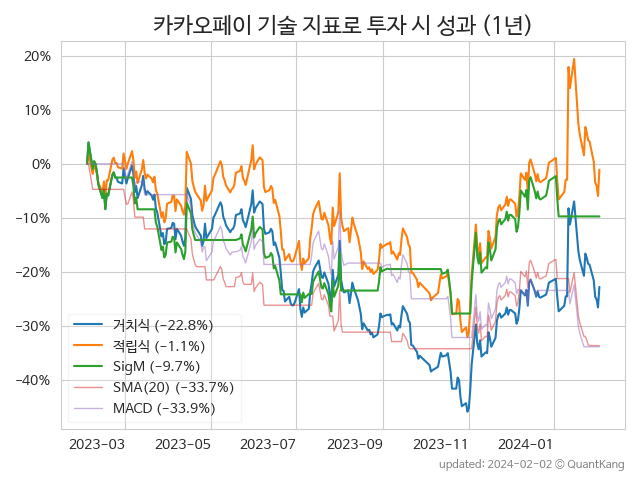 카카오페이 기술 지표로 투자 시 성과 (1년)
20%
10%
0%
−10%
−20%
−30%
−40%
거치식 (−22.8%)
적립식 (−1.1%)
SigM (−9.7%)
SMA(20) (−33.7%)
MACD (−33.9%)
2023-03 2023-05 2023-07 2023-09 2023-11 2024-01
updated: 2024-02-02 © QuantKang